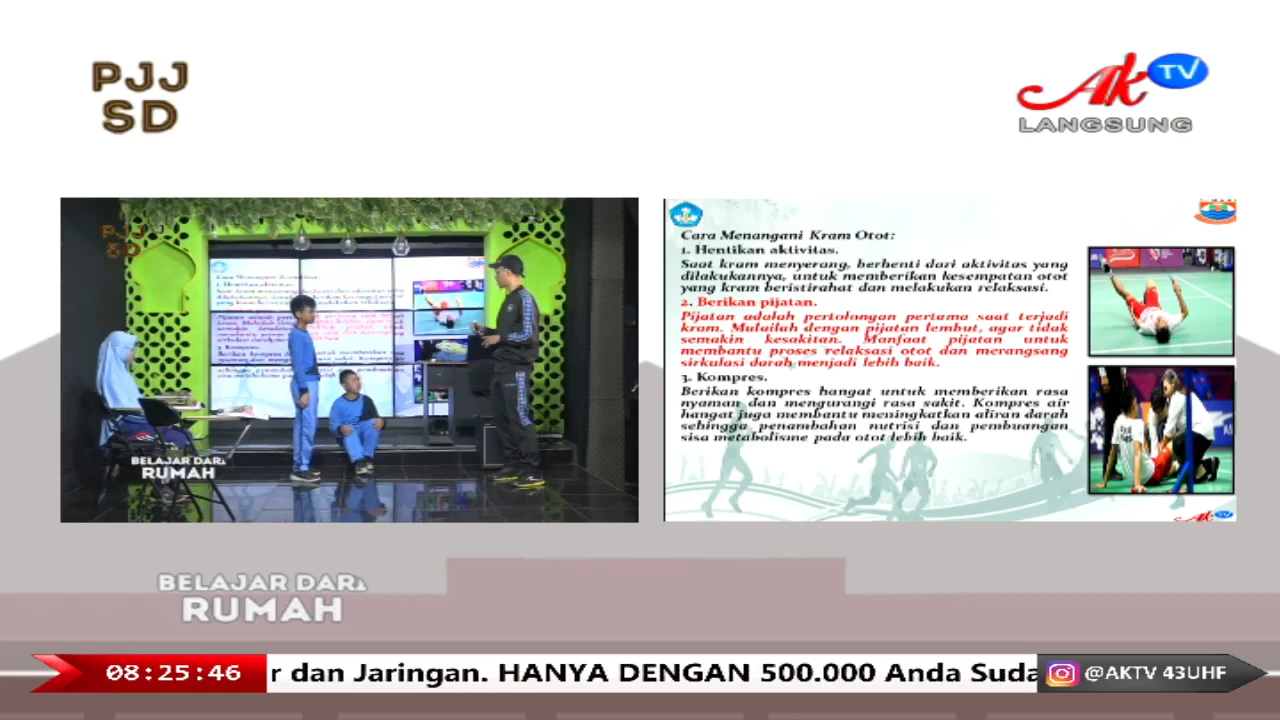 PJJ
SD
Ak TV
LANGSUNG
PJJ
SD
BELAJAR DARI
RUMAH
Cara Menangani Kram Otot:
1. Hentikan aktivitas.
Saat kram menyerang, berhenti dari aktivitas yang
dilakukannya, untuk memberikan kesempatan otot
yang kram beristirahat dan melakukan relaksasi.
2. Berikan pijatan.
Pijatan adalah pertolongan pertama saat terjadi
kram. Mulailah dengan pijatan lembut, agar tidak
semakin kesakitan. Manfaat pijatan untuk
membantu proses relaksasi otot dan merangsang
sirkulasi darah menjadi lebih baik.
3. Kompres.
Berikan kompres hangat untuk memberikan rasa
nyaman dan mengurangi rasa sakit. Kompres air
hangat juga membantu meningkatkan aliran darah
sehingga penambahan nutrisi dan pembuangan
sisa metabolisme pada otot lebih baik.
Ak TV
BELAJAR DARI
RUMAH
08:25:46
r dan Jaringan. HANYA DENGAN 500.000 Anda Suda
@AKTV 43UHF